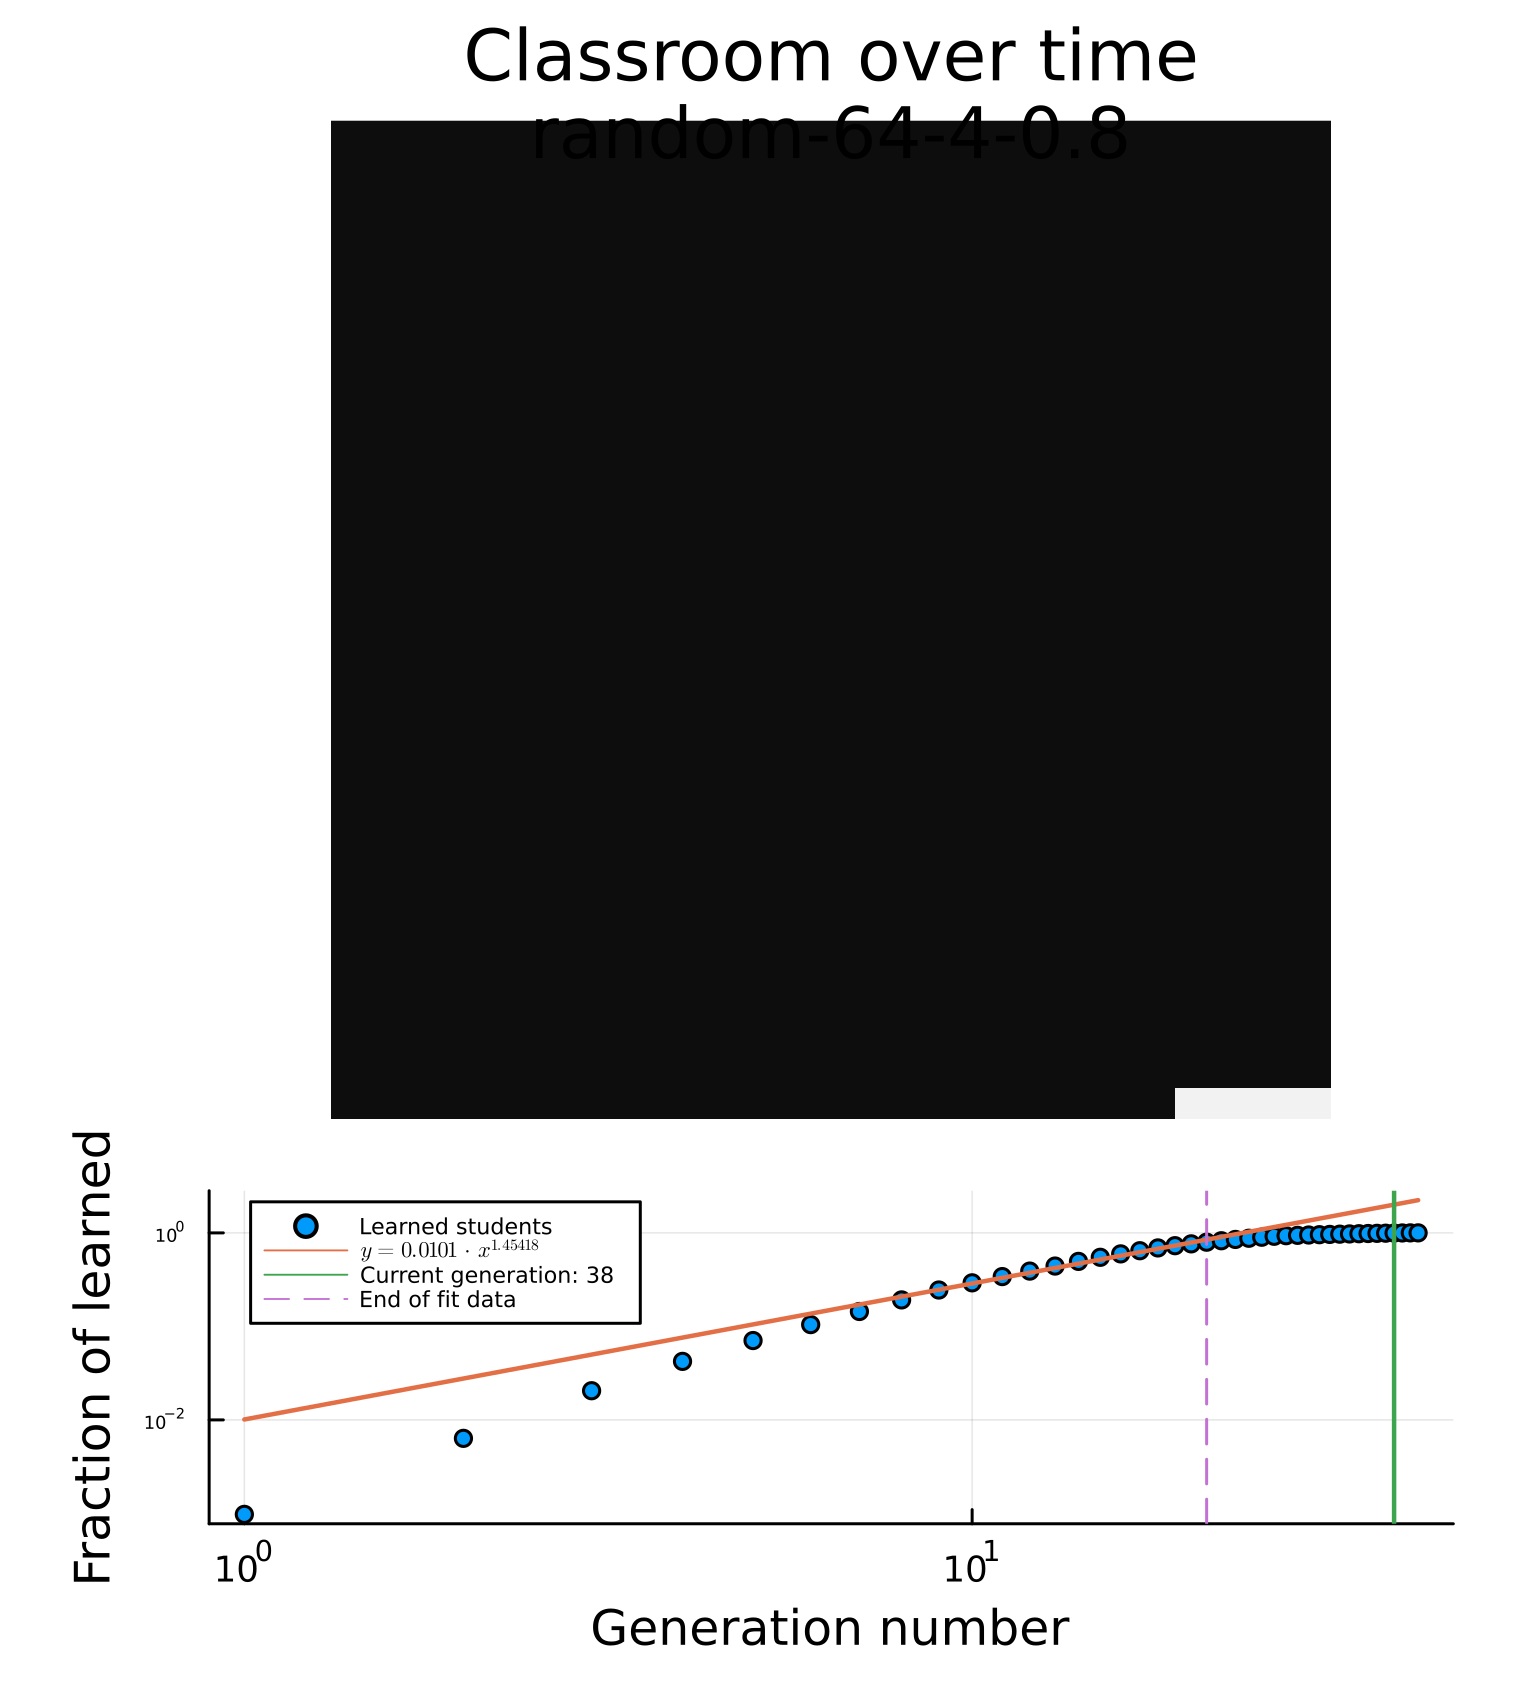 Classroom over time
random-64-4-0.8
Fraction of learned
10^0
10^-2
Learned students
y = 0.0101 · x^1.45418
Current generation: 38
End of fit data
10^0
10^1
Generation number